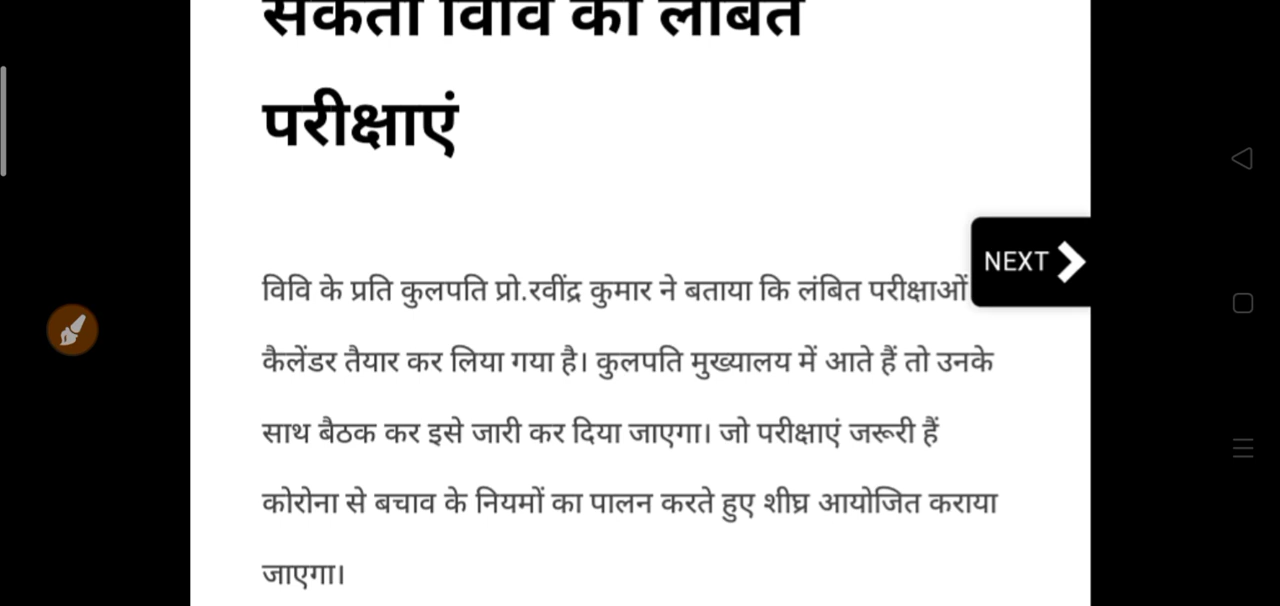 सकती विवि की लंबित
परीक्षाएं
NEXT
विवि के प्रति कुलपति प्रो.रवींद्र कुमार ने बताया कि लंबित परीक्षाओं
कैलेंडर तैयार कर लिया गया है। कुलपति मुख्यालय में आते हैं तो उनके
साथ बैठक कर इसे जारी कर दिया जाएगा। जो परीक्षाएं जरूरी हैं
कोरोना से बचाव के नियमों का पालन करते हुए शीघ्र आयोजित कराया
जाएगा।